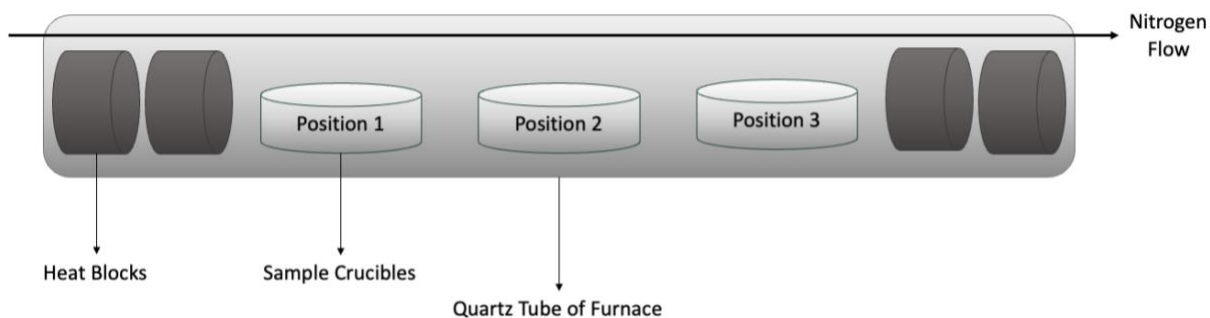 Nitrogen
Flow
Position 1
Position 2
Position 3
Heat Blocks
Sample Crucibles
Quartz Tube of Furnace